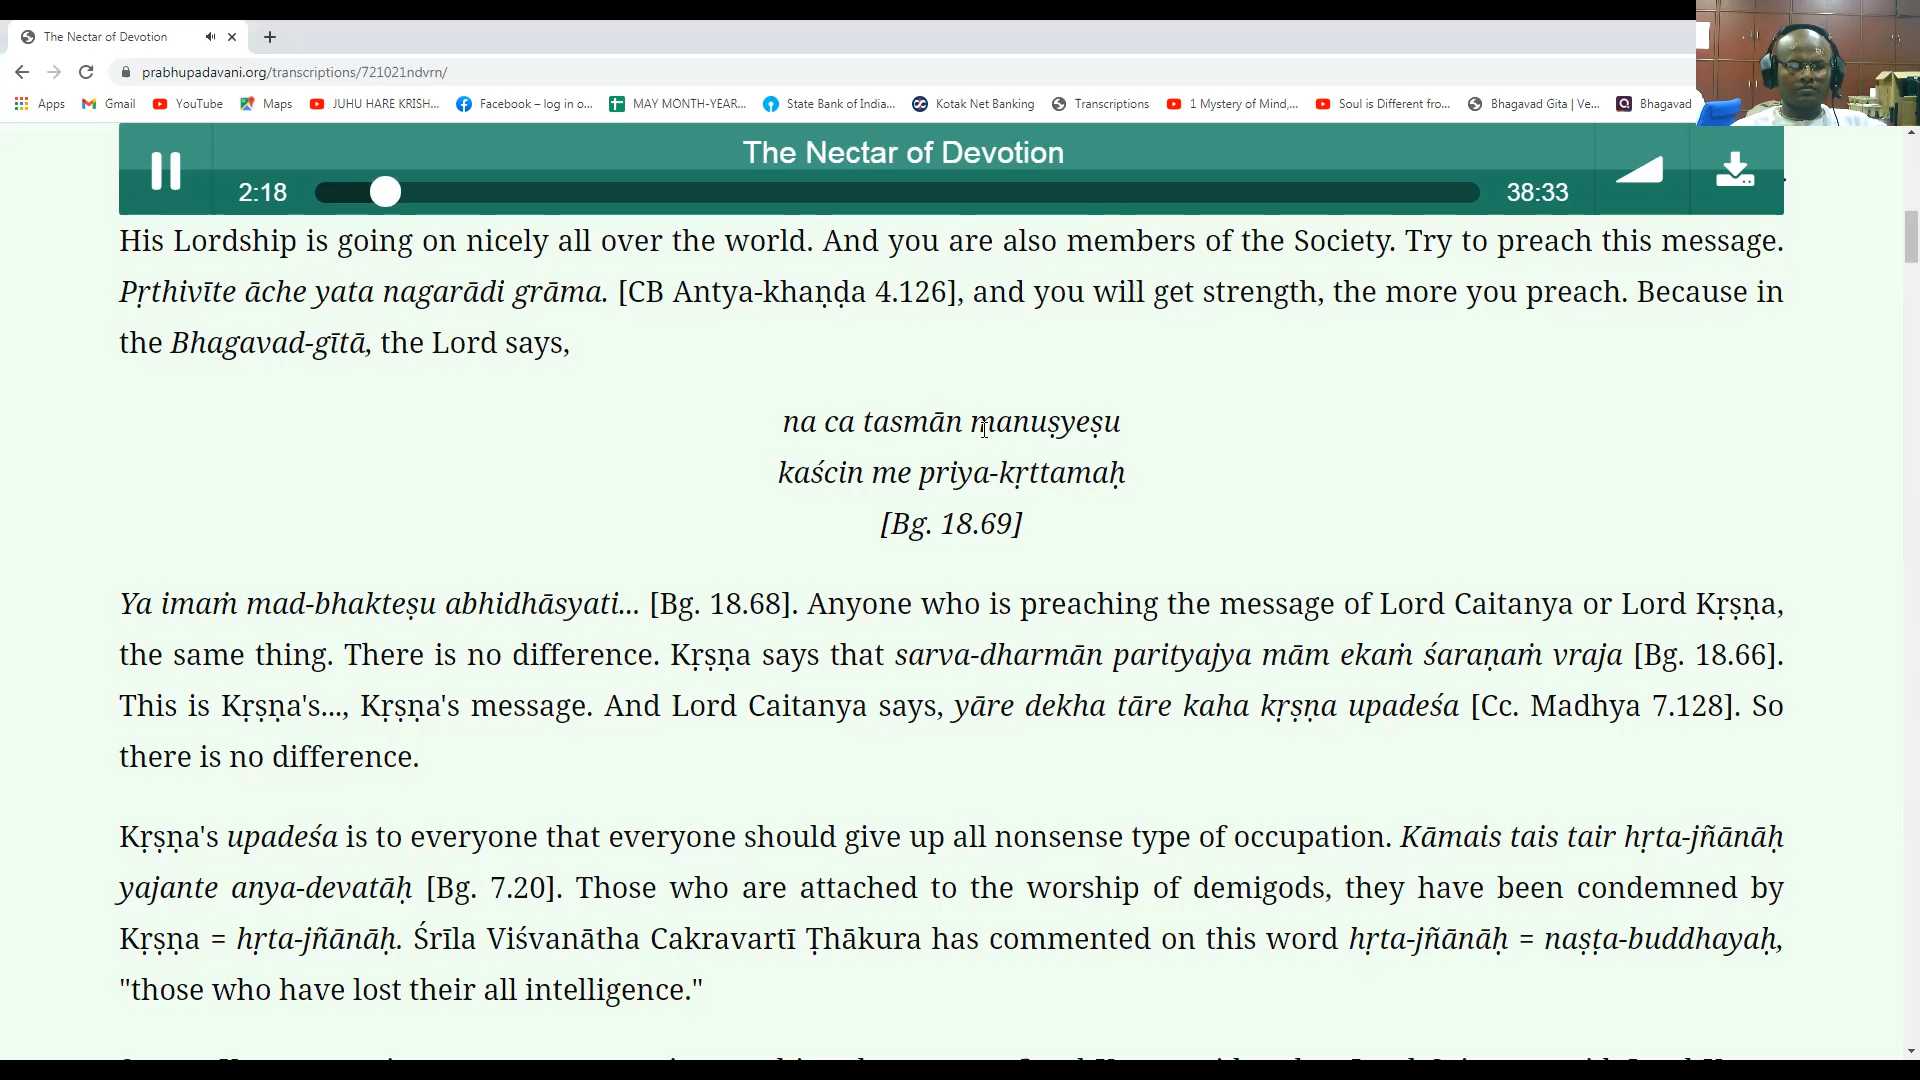 The Nectar of Devotion
prabhupadavani.org/transcriptions/721021ndvrn/
Apps Gmail YouTube Maps JUHU HARE KRISH... Facebook – log in o... MAY MONTH-YEAR... State Bank of India... Kotak Net Banking Transcriptions 1 Mystery of Mind,... Soul is Different fro... Bhagavad Gita | Ve... Bhagavad
The Nectar of Devotion
2:18 38:33
His Lordship is going on nicely all over the world. And you are also members of the Society. Try to preach this message.
Pṛthivīte āche yata nagarādi grāma. [CB Antya-khaṇḍa 4.126], and you will get strength, the more you preach. Because in
the Bhagavad-gītā, the Lord says,
na ca tasmān manuṣyeṣu
kaścin me priya-kṛttamaḥ
[Bg. 18.69]
Ya imaṁ mad-bhakteṣu abhidhāsyati... [Bg. 18.68]. Anyone who is preaching the message of Lord Caitanya or Lord Kṛṣṇa,
the same thing. There is no difference. Kṛṣṇa says that sarva-dharmān parityajya mām ekaṁ śaraṇaṁ vraja [Bg. 18.66].
This is Kṛṣṇa's..., Kṛṣṇa's message. And Lord Caitanya says, yāre dekha tāre kaha kṛṣṇa upadeśa [Cc. Madhya 7.128]. So
there is no difference.
Kṛṣṇa's upadeśa is to everyone that everyone should give up all nonsense type of occupation. Kāmais tais tair hṛta-jñānāḥ
yajante anya-devatāḥ [Bg. 7.20]. Those who are attached to the worship of demigods, they have been condemned by
Kṛṣṇa = hṛta-jñānāḥ. Śrīla Viśvanātha Cakravartī Ṭhākura has commented on this word hṛta-jñānāḥ = naṣṭa-buddhayaḥ,
"those who have lost their all intelligence."